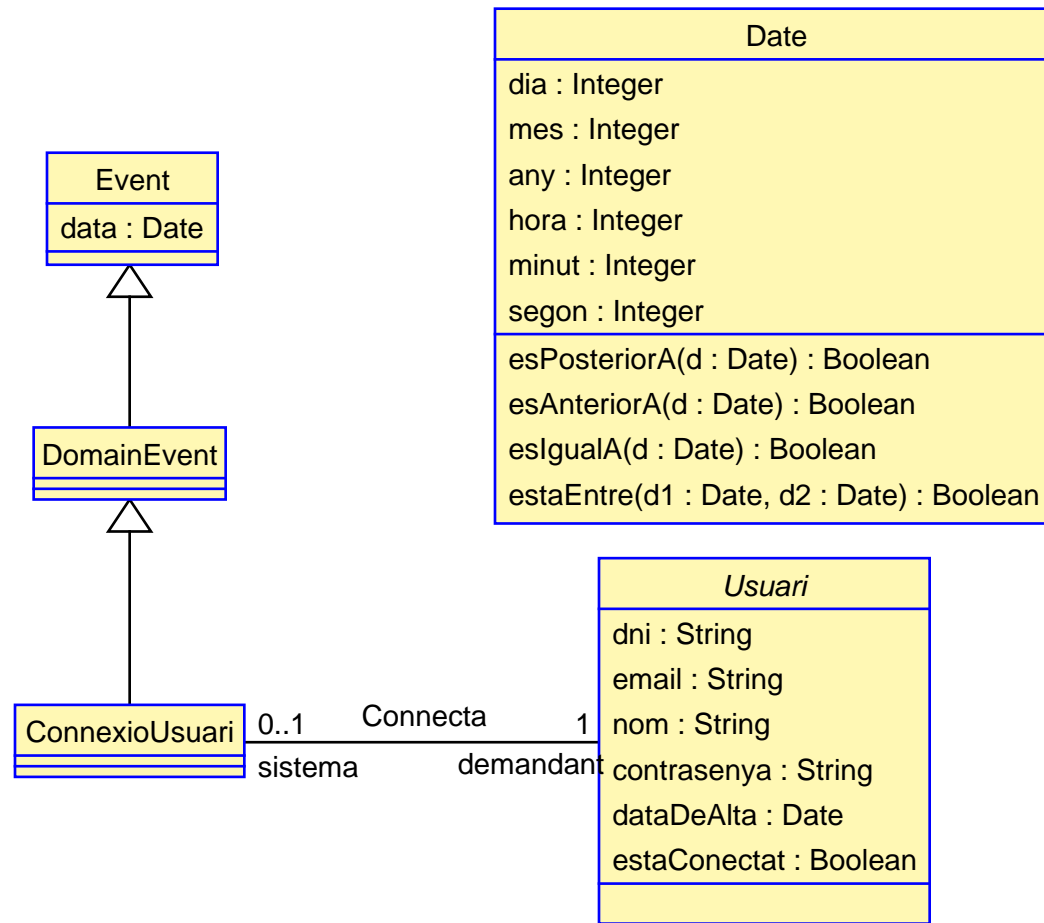 Date
dia : Integer
mes : Integer
any : Integer
hora : Integer
minut : Integer
segon : Integer
esPosteriorA(d : Date) : Boolean
esAnteriorA(d : Date) : Boolean
esIgualA(d : Date) : Boolean
estaEntre(d1 : Date, d2 : Date) : Boolean
Event
data : Date
DomainEvent
ConnexioUsuari
0..1 Connecta 1
sistema demandant
Usuari
dni : String
email : String
nom : String
contrasenya : String
dataDeAlta : Date
estaConectat : Boolean